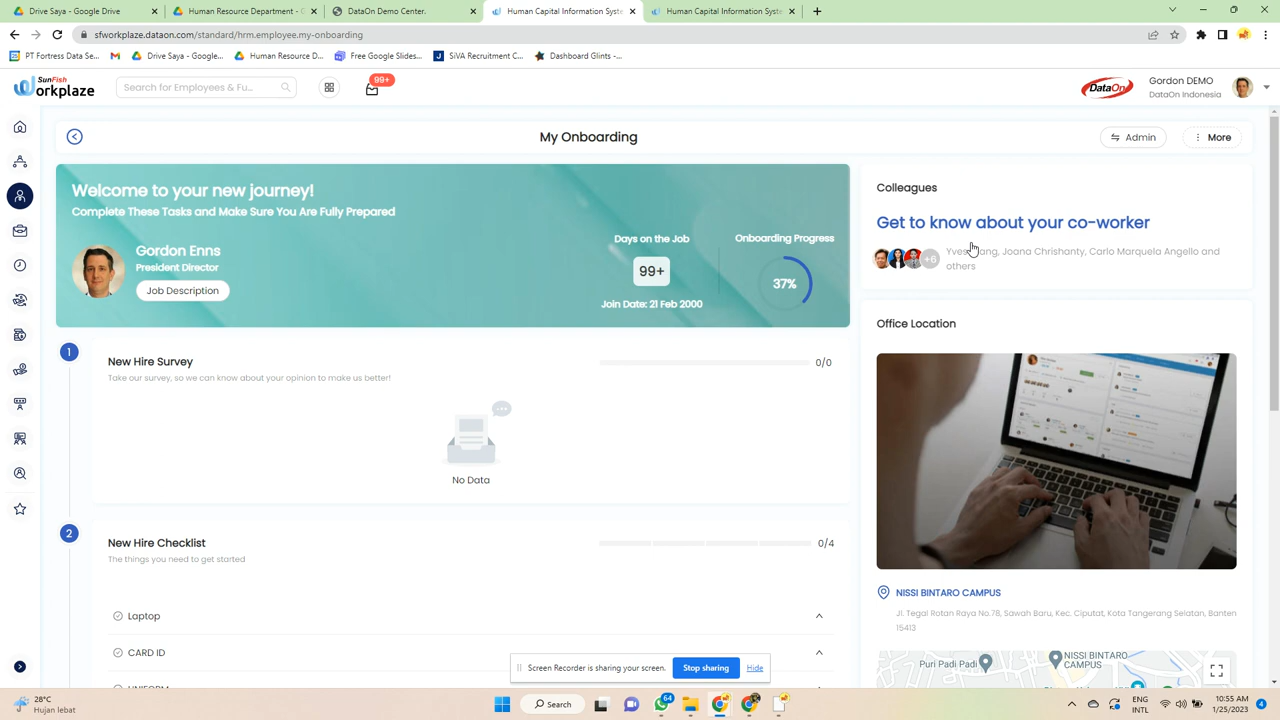 Drive Saya - Google Drive
Human Resource Department - G
DataOn Demo Center.
Human Capital Information System
Human Capital Information System
sfworkplaze.dataon.com/standard/hrm.employee.my-onboarding
PT Fortress Data Se...
Drive Saya - Google...
Human Resource D...
Free Google Slides...
SiVA Recruitment C...
Dashboard Glints -...
SunFish
Workplaze
Search for Employees & Fu...
99+
DataOn
Gordon DEMO
DataOn Indonesia
My Onboarding
Admin
More
Welcome to your new journey!
Complete These Tasks and Make Sure You Are Fully Prepared
Gordon Enns
President Director
Job Description
Days on the Job
99+
Join Date: 21 Feb 2000
Onboarding Progress
37%
Colleagues
Get to know about your co-worker
+6
Joana Chrishanty, Carlo Marquela Angello and
others
1
New Hire Survey
0/0
Take our survey, so we can know about your opinion to make us better!
No Data
2
New Hire Checklist
0/4
The things you need to get started
Laptop
CARD ID
UNIFORM
Office Location
NISSI BINTARO CAMPUS
Jl. Tegal Rotan Raya No.78, Sawah Baru, Kec. Ciputat, Kota Tangerang Selatan, Banten
15413
Puri Padi Padi
NISSI BINTARO
CAMPUS
Screen Recorder is sharing your screen.
Stop sharing
Hide
28°C
Hujan lebat
Search
64
ENG
INTL
10:55 AM
1/25/2023
4